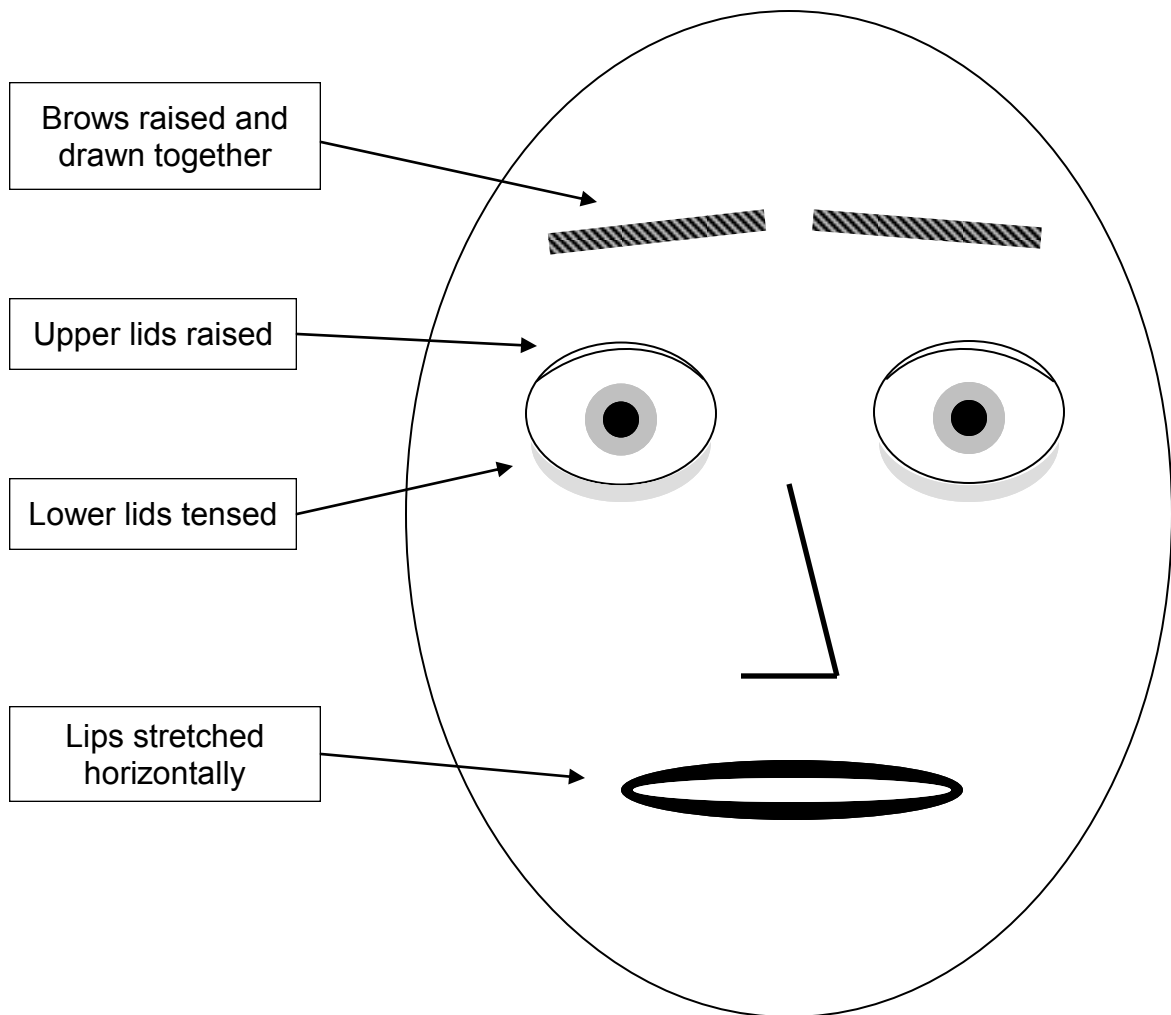 Brows raised and
drawn together
Upper lids raised
Lower lids tensed
Lips stretched
horizontally